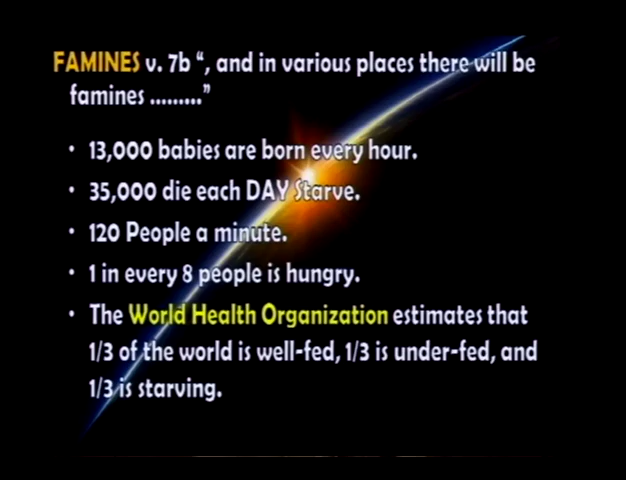 FAMINES v. 7b “, and in various places there will be
famines .........”
• 13,000 babies are born every hour.
• 35,000 die each DAY Starve.
• 120 People a minute.
• 1 in every 8 people is hungry.
• The World Health Organization estimates that
1/3 of the world is well-fed, 1/3 is under-fed, and
1/3 is starving.